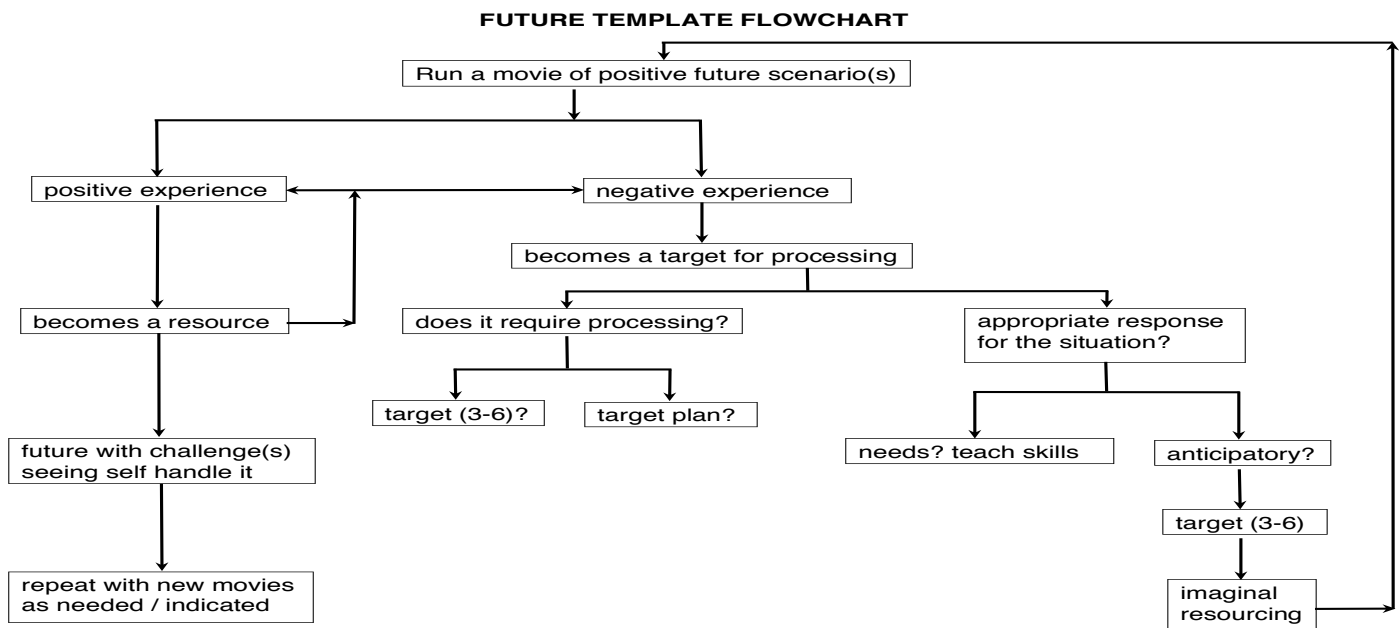 FUTURE TEMPLATE FLOWCHART
Run a movie of positive future scenario(s)
positive experience
negative experience
becomes a target for processing
becomes a resource
does it require processing?
appropriate response
for the situation?
target (3-6)?
target plan?
future with challenge(s)
seeing self handle it
needs? teach skills
anticipatory?
target (3-6)
repeat with new movies
as needed / indicated
imaginal
resourcing